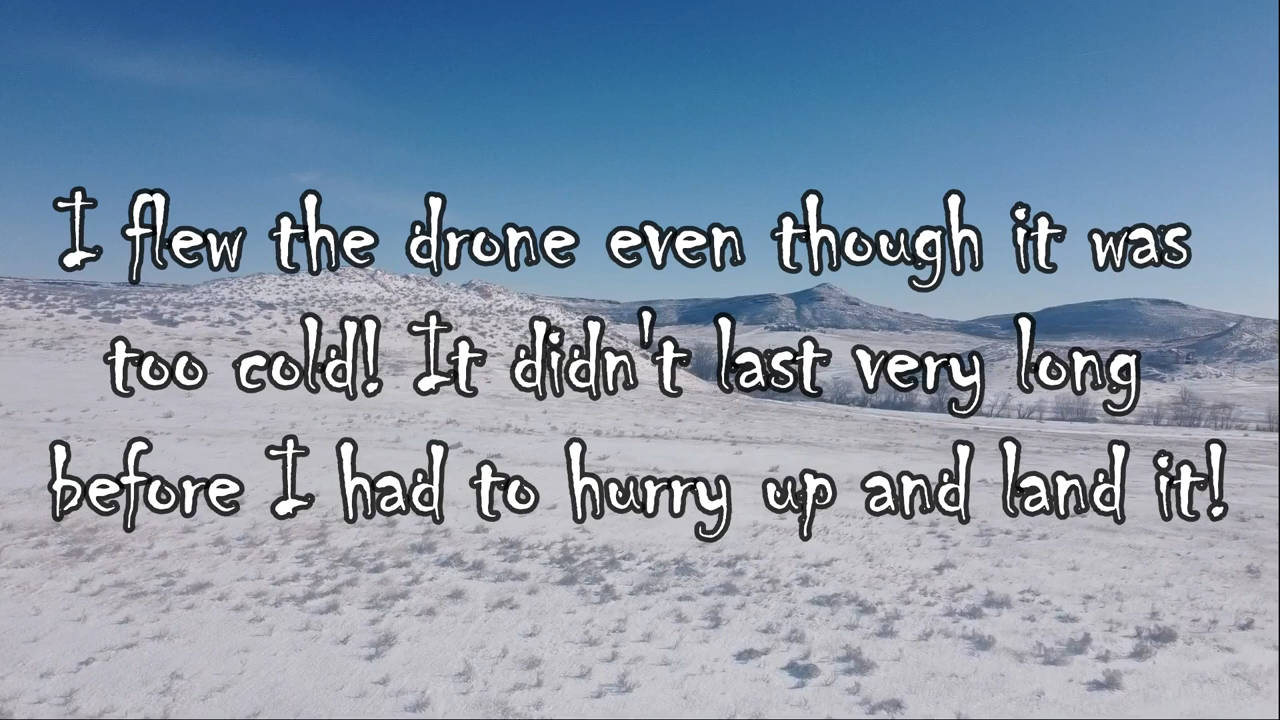 I flew the drone even though it was
too cold! It didn't last very long
before I had to hurry up and land it!